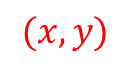 (x, y)